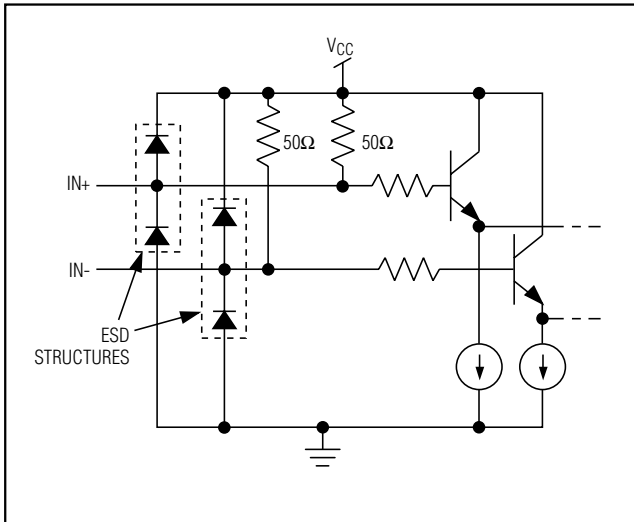 VCC
50Ω
50Ω
IN+
IN-
ESD
STRUCTURES